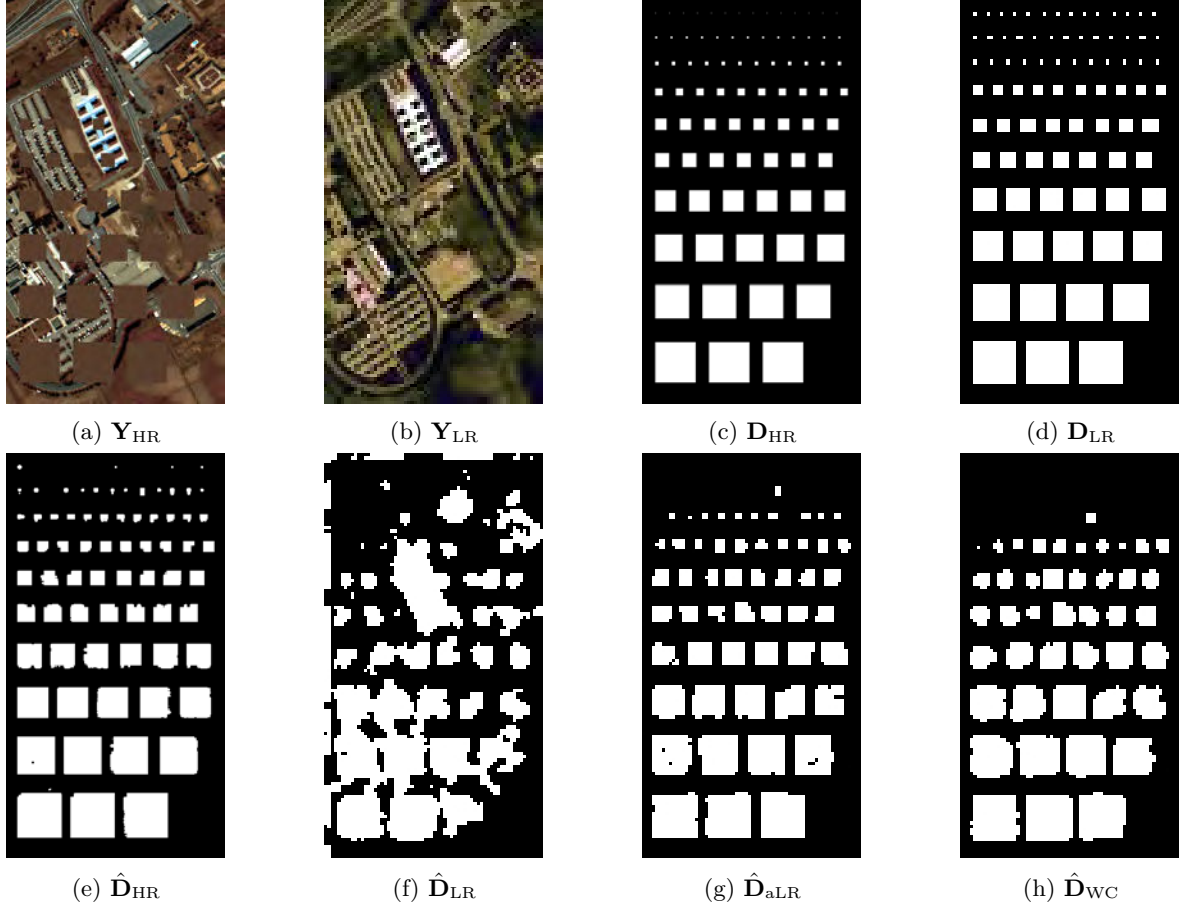 (a) Y_HR
(b) Y_LR
(c) D_HR
(d) D_LR
(e) D̂_HR
(f) D̂_LR
(g) D̂_aLR
(h) D̂_WC